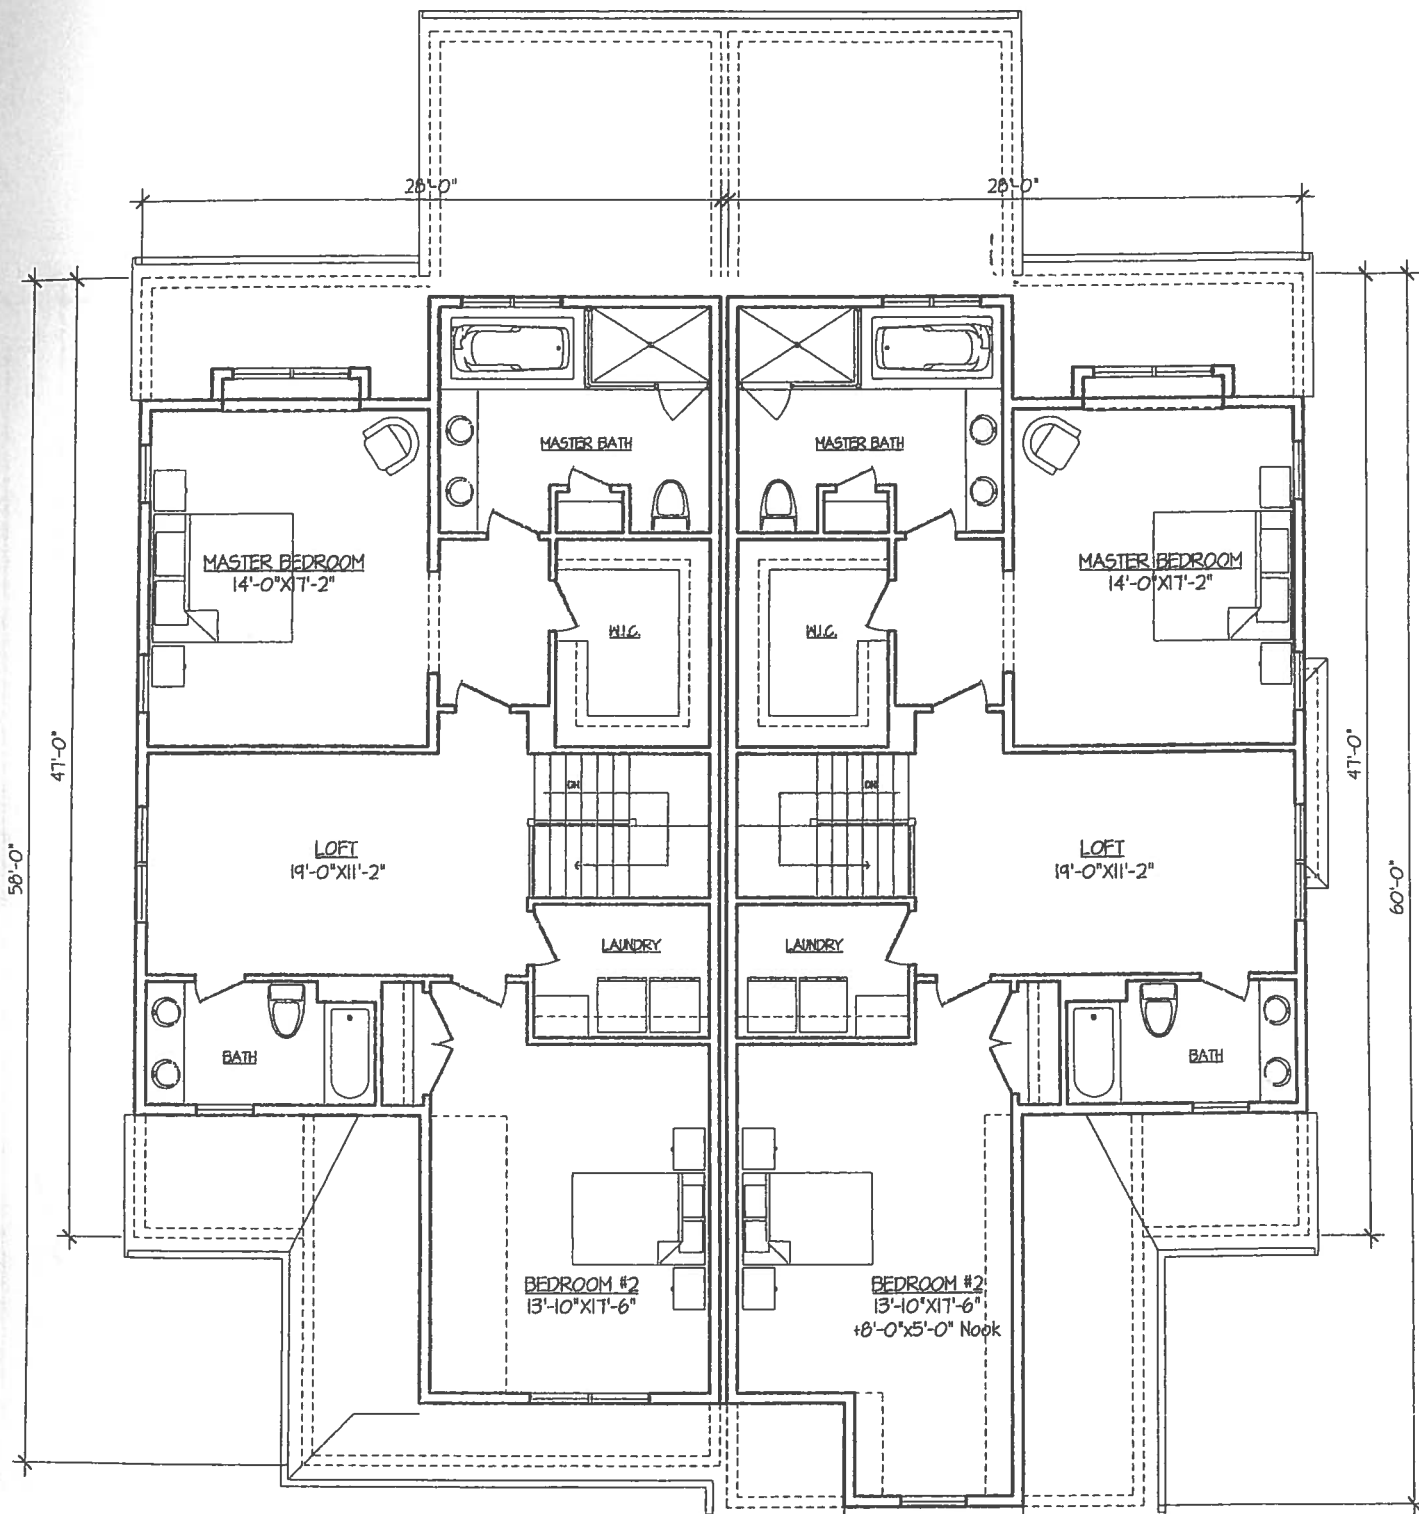 28'-0" 28'-0"
MASTER BATH MASTER BATH
MASTER BEDROOM
14'-0"X17'-2"
MASTER BEDROOM
14'-0"X17'-2"
W.I.C. W.I.C.
47'-0" 47'-0"
58'-0" 60'-0"
DN DN
LOFT
19'-0"X11'-2"
LOFT
19'-0"X11'-2"
LAUNDRY LAUNDRY
BATH BATH
BEDROOM #2
13'-10"X17'-6"
BEDROOM #2
13'-10"X17'-6"
+8'-0"x5'-0" Nook